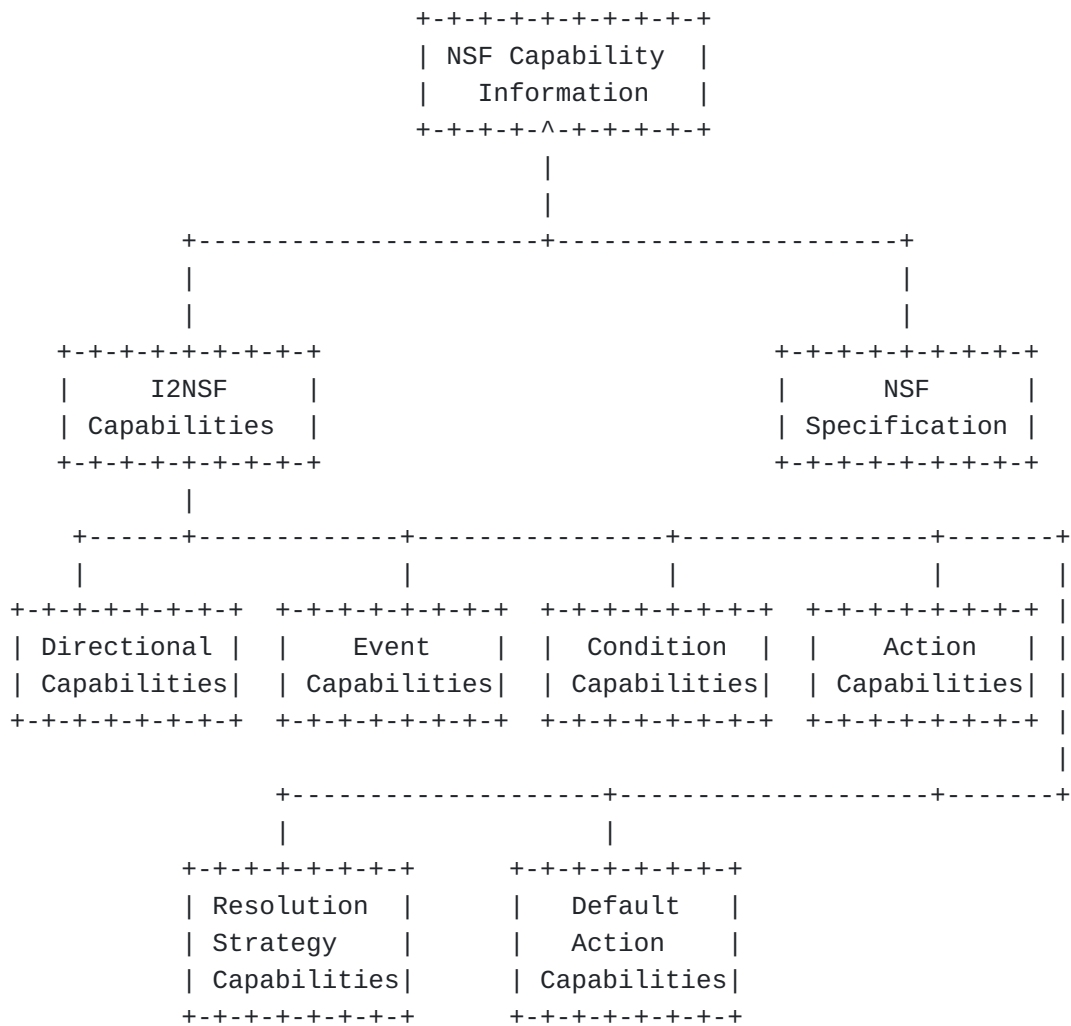 NSF Capability
Information
I2NSF NSF
Capabilities Specification
Directional Event Condition Action
Capabilities Capabilities Capabilities Capabilities
Resolution Default
Strategy Action
Capabilities Capabilities